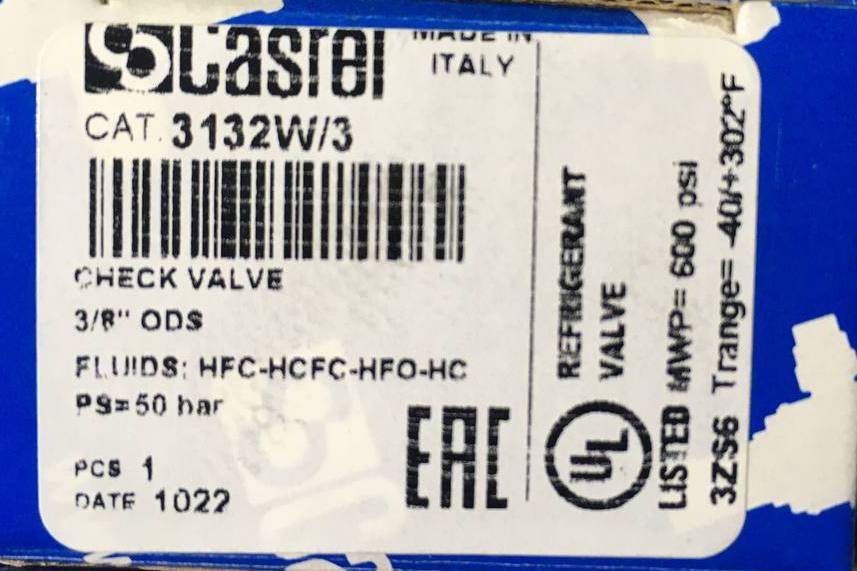 Castel
MADE IN
ITALY
CAT. 3132W/3
CHECK VALVE
3/8" ODS
FLUIDS: HFC-HCFC-HFO-HC
PS=50 bar
PCS 1
DATE 1022
EAC
REFRIGERANT
VALVE
UL
LISTED MWP= 600 psi
3ZS6 Trange= -40/+302°F